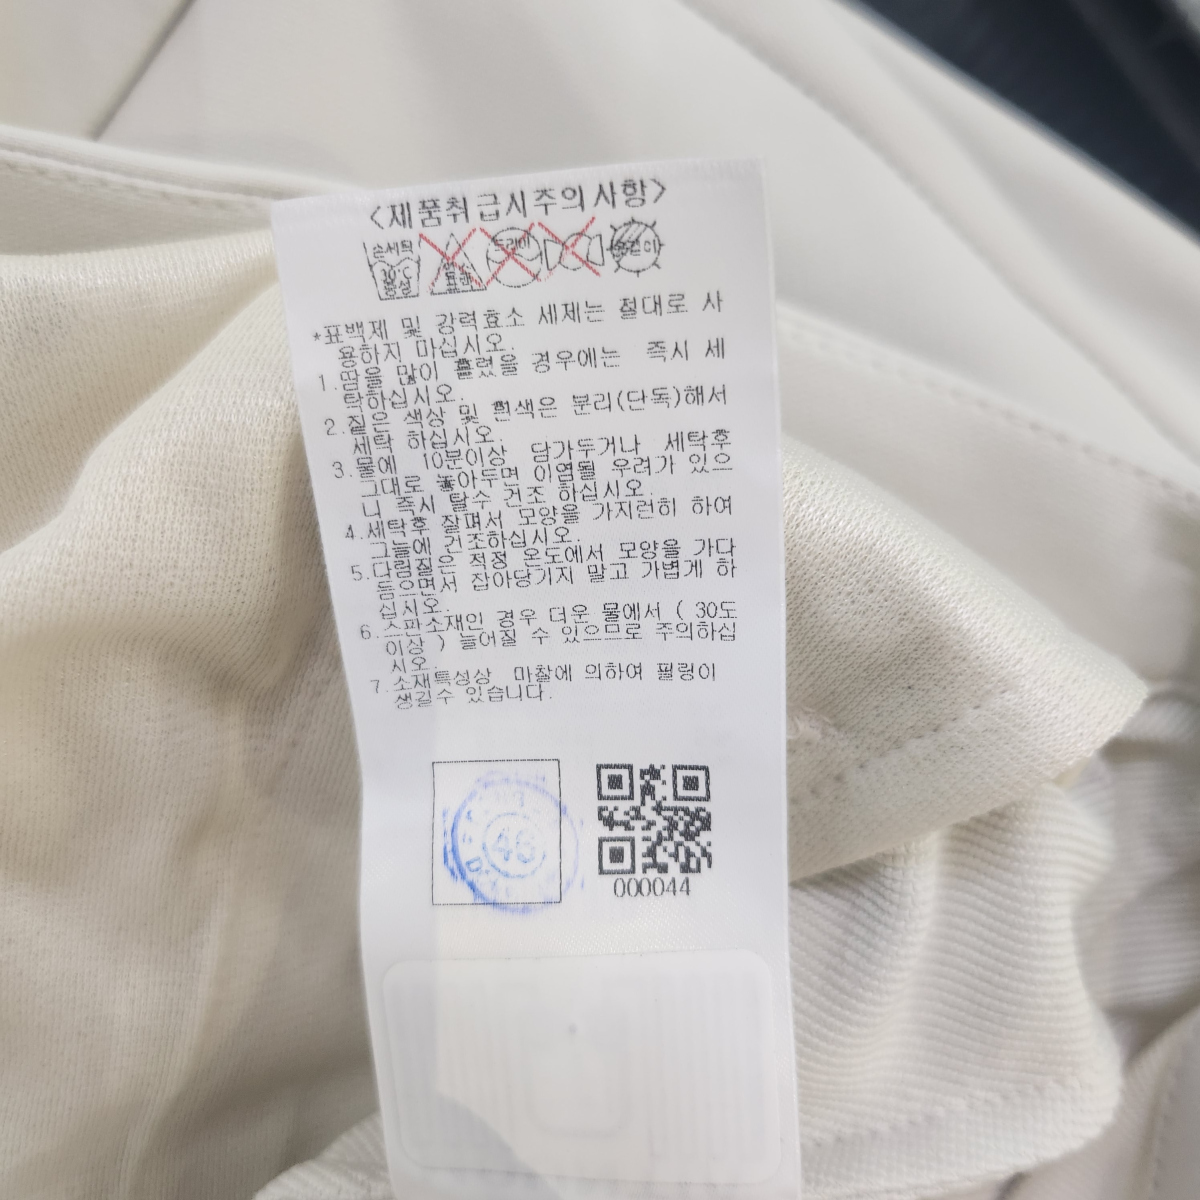 <제품취급시주의사항>
손세탁 드라이 옷걸이
30°C 염소
중성 표백
*표백제 및 강력효소 세제는 절대로 사
용하지 마십시오.
1.땀을 많이 흘렸을 경우에는 즉시 세
탁하십시오.
2.짙은 색상 및 흰색은 분리(단독)해서
세탁 하십시오.
3.물에 10분이상 담가두거나 세탁후
그대로 놓아두면 이염될 우려가 있으
니 즉시 탈수 건조 하십시오.
4.세탁후 잘펴서 모양을 가지런히 하여
그늘에 건조하십시오.
5.다림질은 적정 온도에서 모양을 가다
듬으면서 잡아당기지 말고 가볍게 하
십시오.
6.스판소재인 경우 더운 물에서 ( 30도
이상 ) 늘어질 수 있으므로 주의하십
시오.
7.소재특성상 마찰에 의하여 필링이
생길수 있습니다.
46
000044